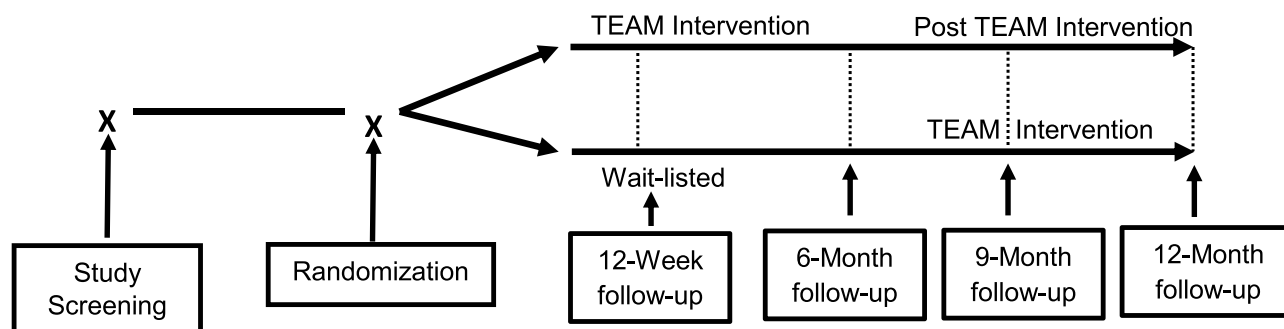 TEAM Intervention
Post TEAM Intervention
X
X
TEAM Intervention
Wait-listed
Study
Screening
Randomization
12-Week
follow-up
6-Month
follow-up
9-Month
follow-up
12-Month
follow-up